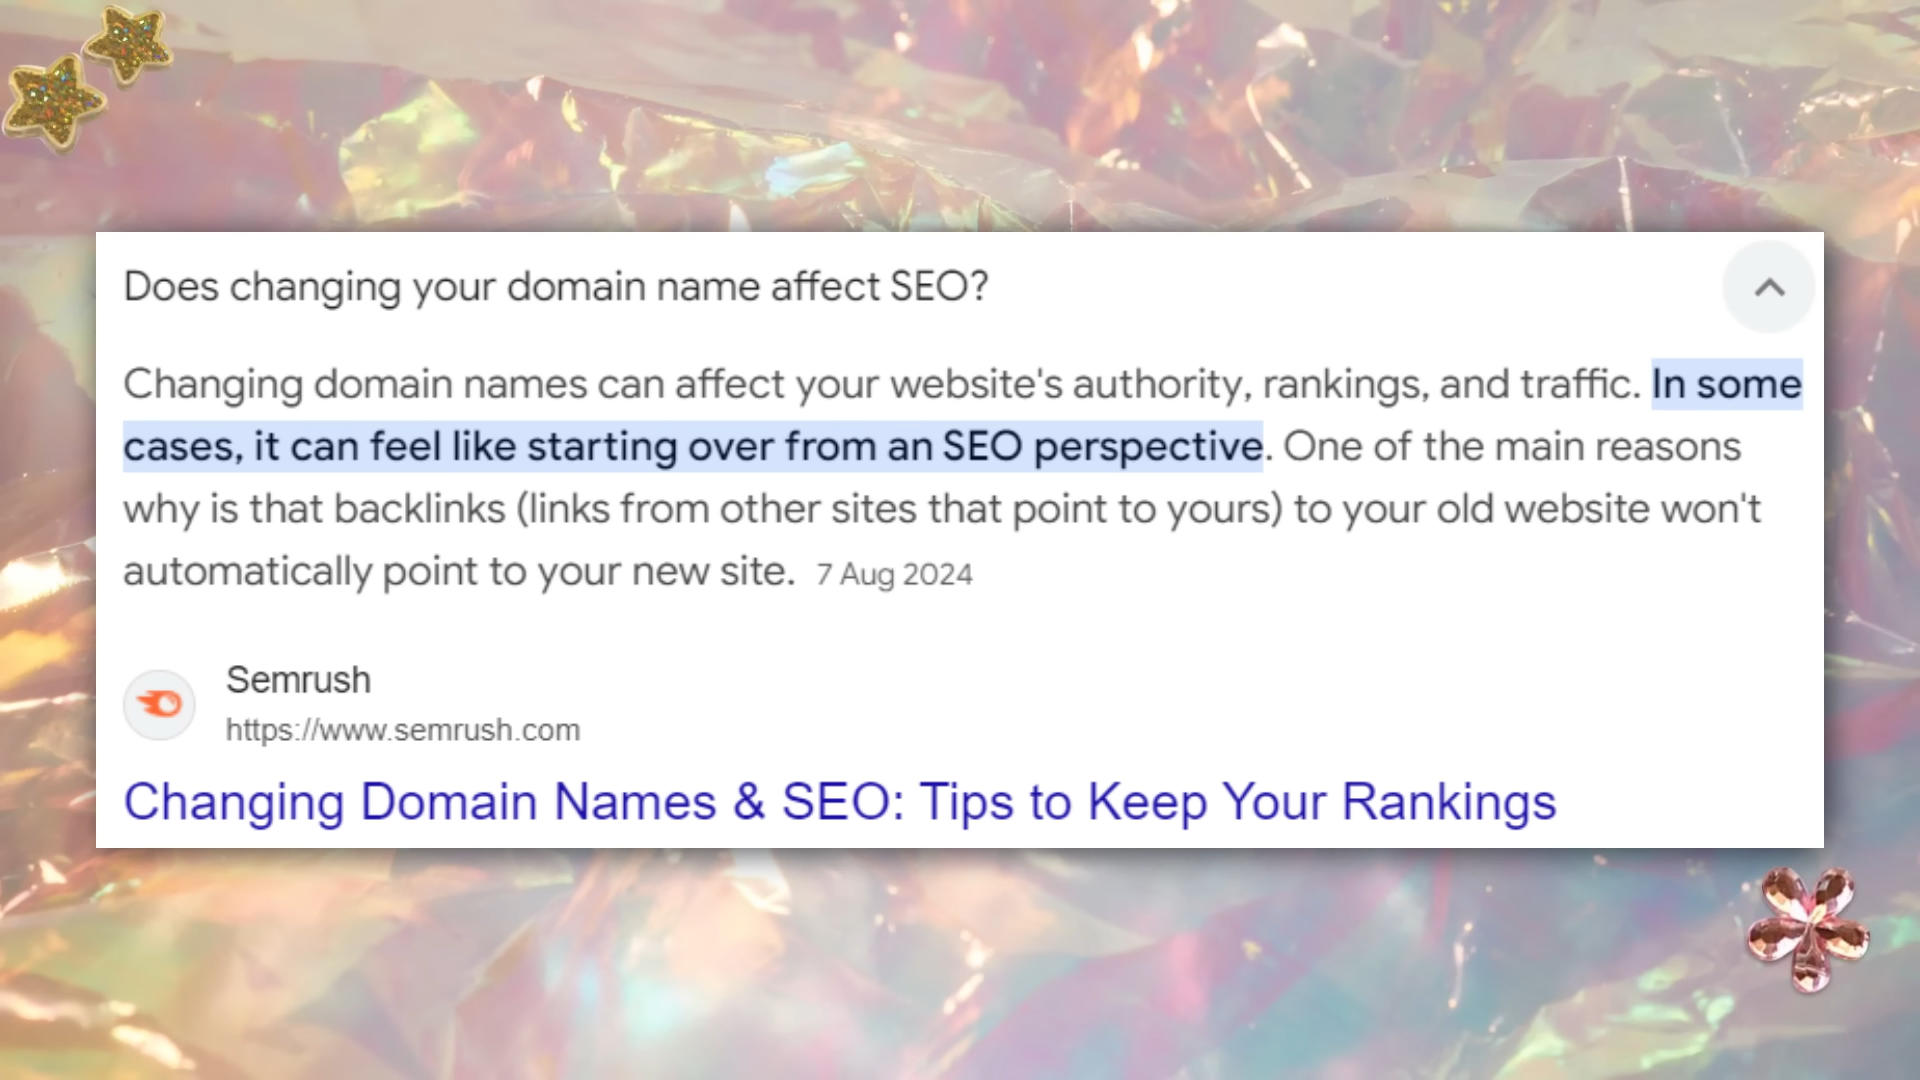 Does changing your domain name affect SEO?
Changing domain names can affect your website's authority, rankings, and traffic. In some
cases, it can feel like starting over from an SEO perspective. One of the main reasons
why is that backlinks (links from other sites that point to yours) to your old website won't
automatically point to your new site. 7 Aug 2024
Semrush
https://www.semrush.com
Changing Domain Names & SEO: Tips to Keep Your Rankings